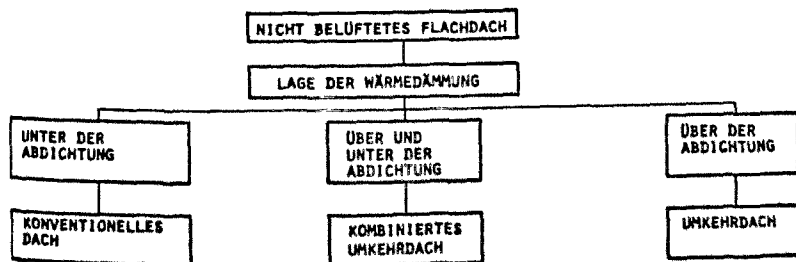 NICHT BELÜFTETES FLACHDACH
LAGE DER WÄRMEDÄMMUNG
UNTER DER
ABDICHTUNG
ÜBER UND
UNTER DER
ABDICHTUNG
ÜBER DER
ABDICHTUNG
KONVENTIONELLES
DACH
KOMBINIERTES
UMKEHRDACH
UMKEHRDACH